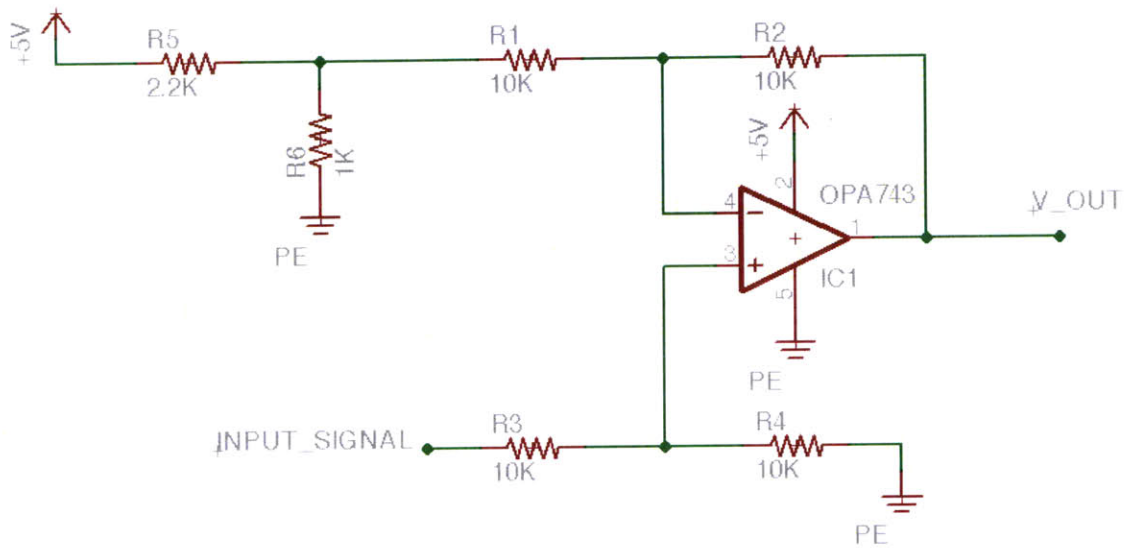 +5V
R5
2.2K
R6
1K
PE
R1
10K
R2
10K
+5V
2
OPA743
4
-
+
3
+
1
IC1
5
PE
V_OUT
INPUT_SIGNAL
R3
10K
R4
10K
PE